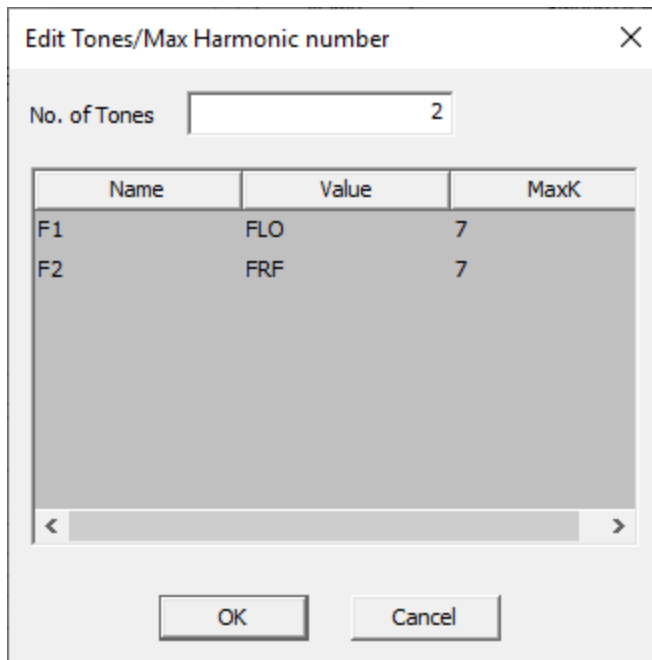 Edit Tones/Max Harmonic number
No. of Tones 2
Name Value MaxK
F1 FLO 7
F2 FRF 7
OK Cancel